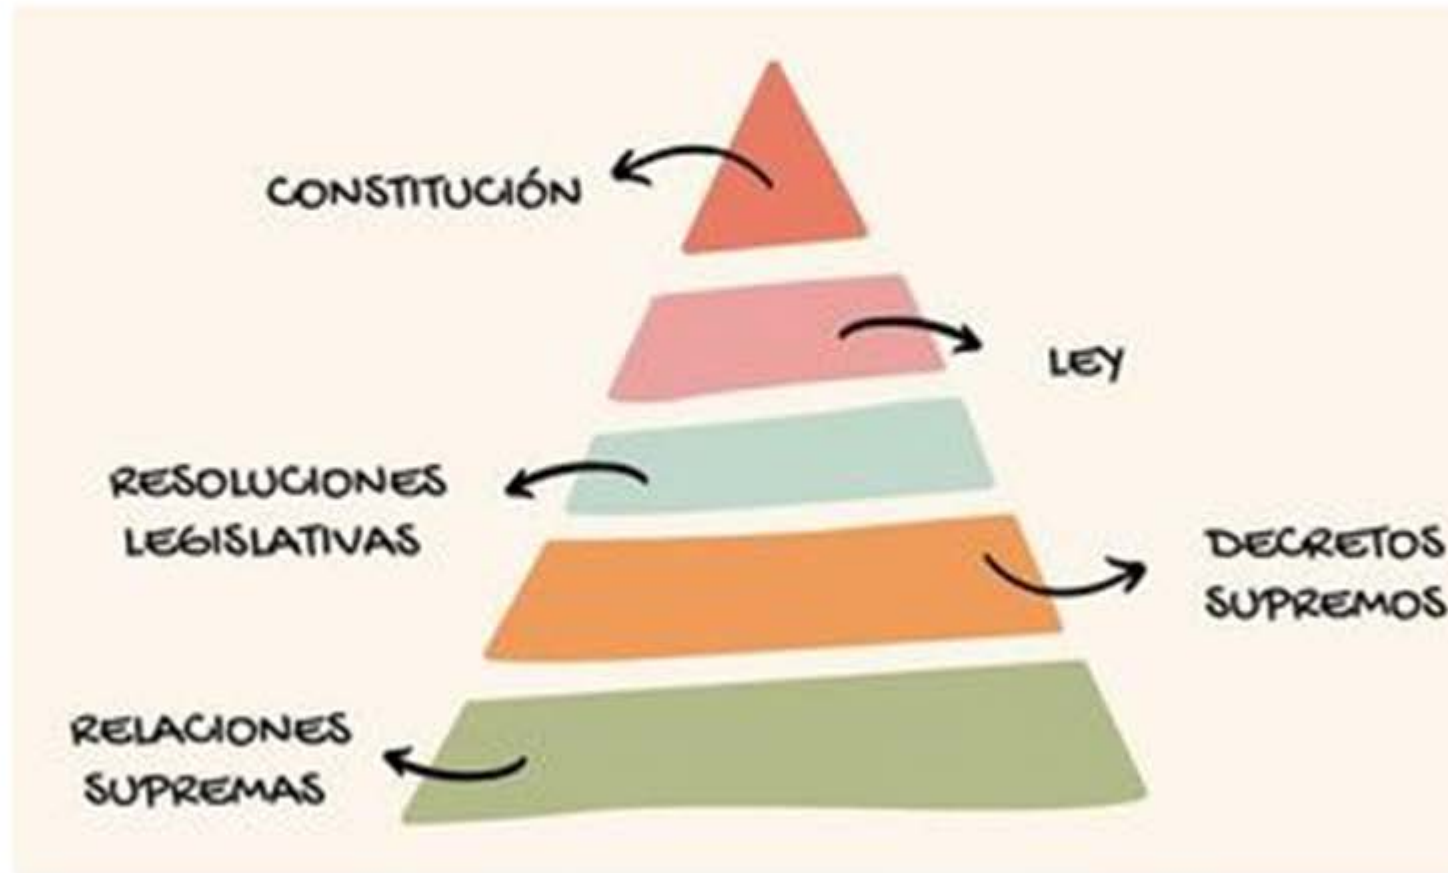 CONSTITUCIÓN
LEY
RESOLUCIONES
LEGISLATIVAS
DECRETOS
SUPREMOS
RELACIONES
SUPREMAS